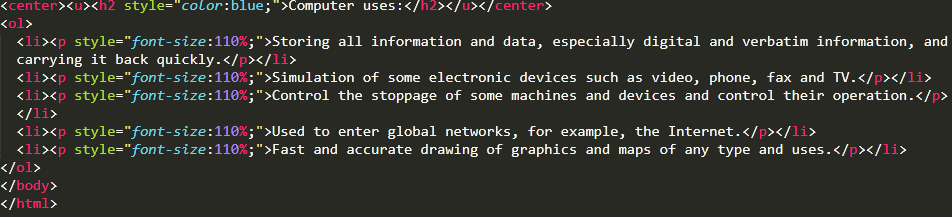 <center><u><h2 style="color:blue;">Computer uses:</h2></u></center>
<ol>
<li><p style="font-size:110%;">Storing all information and data, especially digital and verbatim information, and
carrying it back quickly.</p></li>
<li><p style="font-size:110%;">Simulation of some electronic devices such as video, phone, fax and TV.</p></li>
<li><p style="font-size:110%;">Control the stoppage of some machines and devices and control their operation.</p>
</li>
<li><p style="font-size:110%;">Used to enter global networks, for example, the Internet.</p></li>
<li><p style="font-size:110%;">Fast and accurate drawing of graphics and maps of any type and uses.</p></li>
</ol>
</body>
</html>